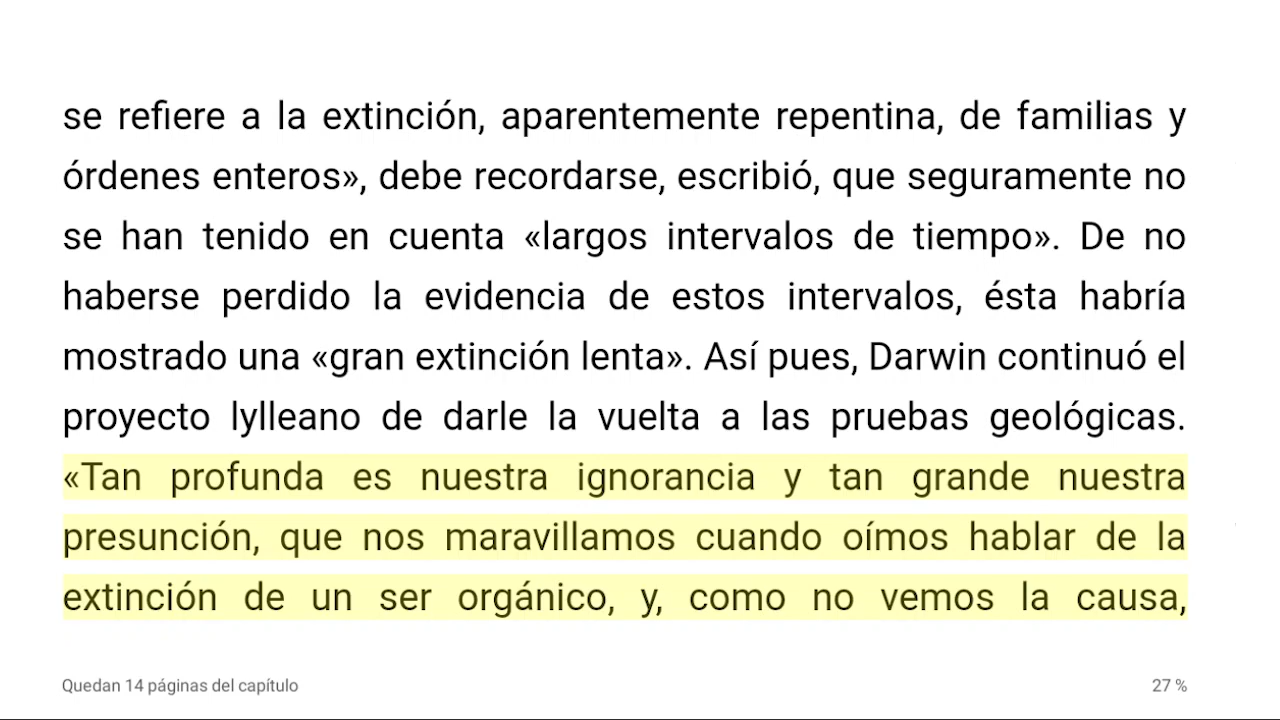 se refiere a la extinción, aparentemente repentina, de familias y
órdenes enteros», debe recordarse, escribió, que seguramente no
se han tenido en cuenta «largos intervalos de tiempo». De no
haberse perdido la evidencia de estos intervalos, ésta habría
mostrado una «gran extinción lenta». Así pues, Darwin continuó el
proyecto lylleano de darle la vuelta a las pruebas geológicas.
«Tan profunda es nuestra ignorancia y tan grande nuestra
presunción, que nos maravillamos cuando oímos hablar de la
extinción de un ser orgánico, y, como no vemos la causa,
Quedan 14 páginas del capítulo
27 %